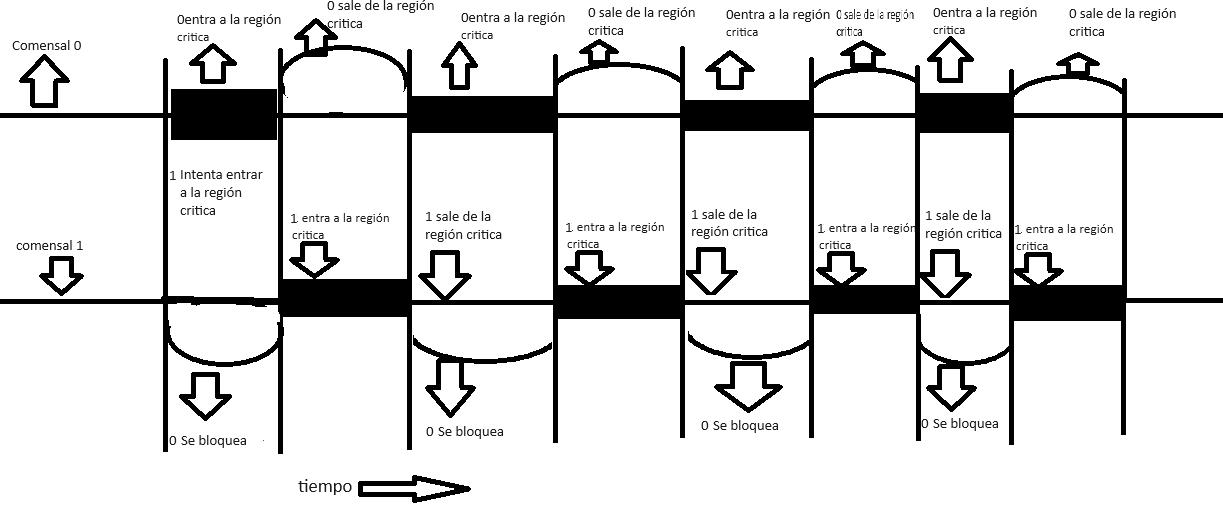 0entra a la región
critica
0 sale de la región
critica
0entra a la región
critica
0 sale de la región
critica
0entra a la región
critica
0 sale de la región
critica
0entra a la región
critica
0 sale de la región
critica
Comensal 0
1 Intenta entrar
a la región
critica
1 entra a la región
critica
1 sale de la
región critica
1 entra a la región
critica
1 sale de la
región critica
1 entra a la región
critica
1 sale de la
región critica
1 entra a la región
critica
comensal 1
0 Se bloquea
0 Se bloquea
0 Se bloquea
0 Se bloquea
tiempo